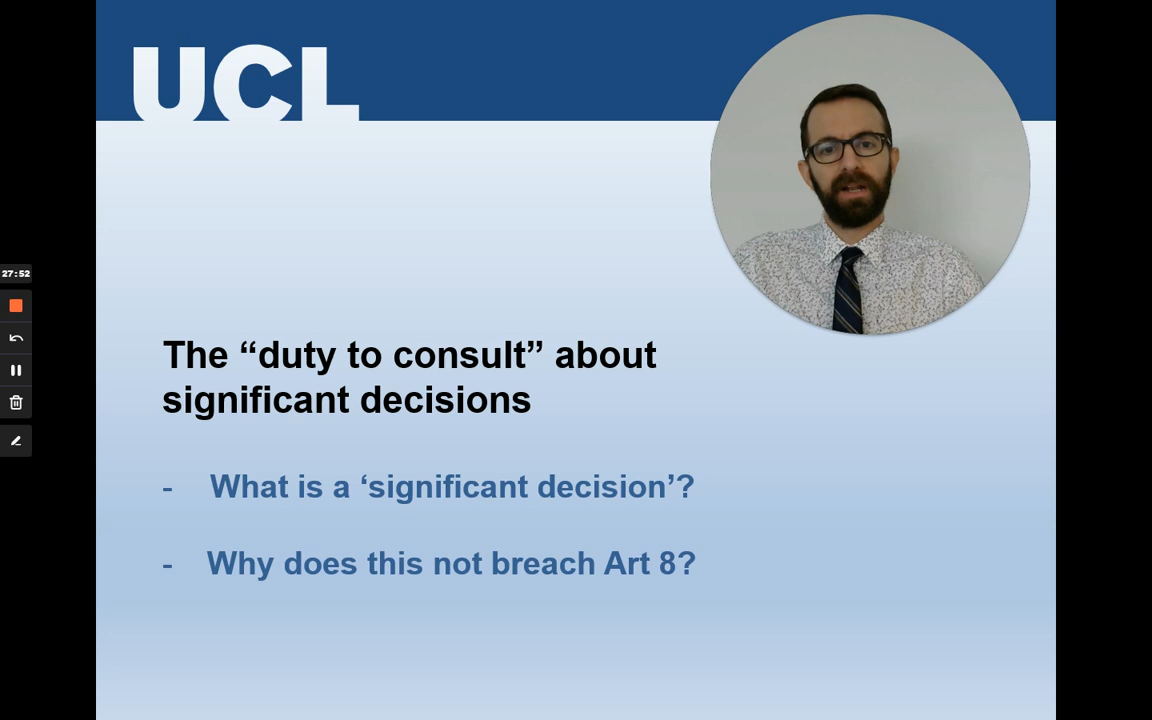 UCL
27:52
The “duty to consult” about
significant decisions
- What is a ‘significant decision’?
- Why does this not breach Art 8?